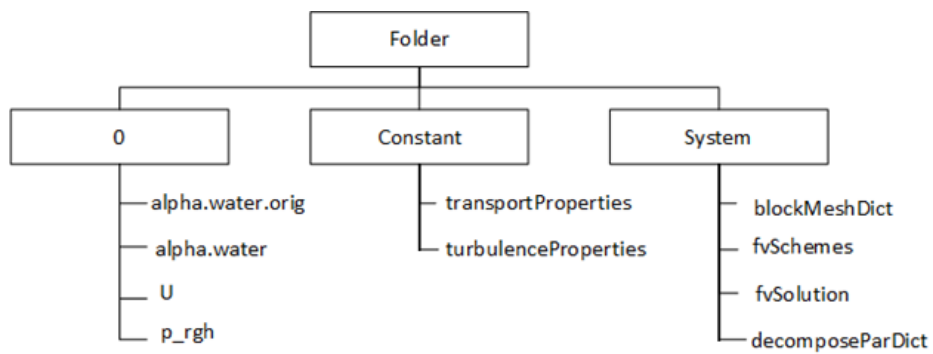 Folder
0
Constant
System
alpha.water.orig
alpha.water
U
p_rgh
transportProperties
turbulenceProperties
blockMeshDict
fvSchemes
fvSolution
decomposeParDict